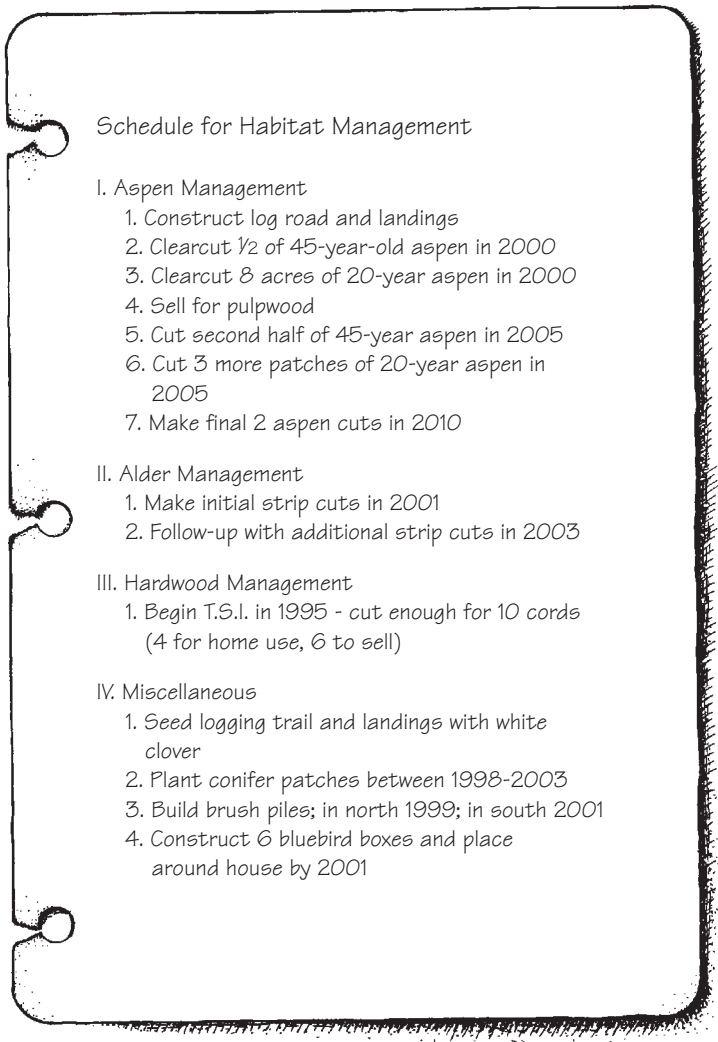 Schedule for Habitat Management
I. Aspen Management
1. Construct log road and landings
2. Clearcut ½ of 45-year-old aspen in 2000
3. Clearcut 8 acres of 20-year aspen in 2000
4. Sell for pulpwood
5. Cut second half of 45-year aspen in 2005
6. Cut 3 more patches of 20-year aspen in
2005
7. Make final 2 aspen cuts in 2010
II. Alder Management
1. Make initial strip cuts in 2001
2. Follow-up with additional strip cuts in 2003
III. Hardwood Management
1. Begin T.S.I. in 1995 - cut enough for 10 cords
(4 for home use, 6 to sell)
IV. Miscellaneous
1. Seed logging trail and landings with white
clover
2. Plant conifer patches between 1998-2003
3. Build brush piles; in north 1999; in south 2001
4. Construct 6 bluebird boxes and place
around house by 2001